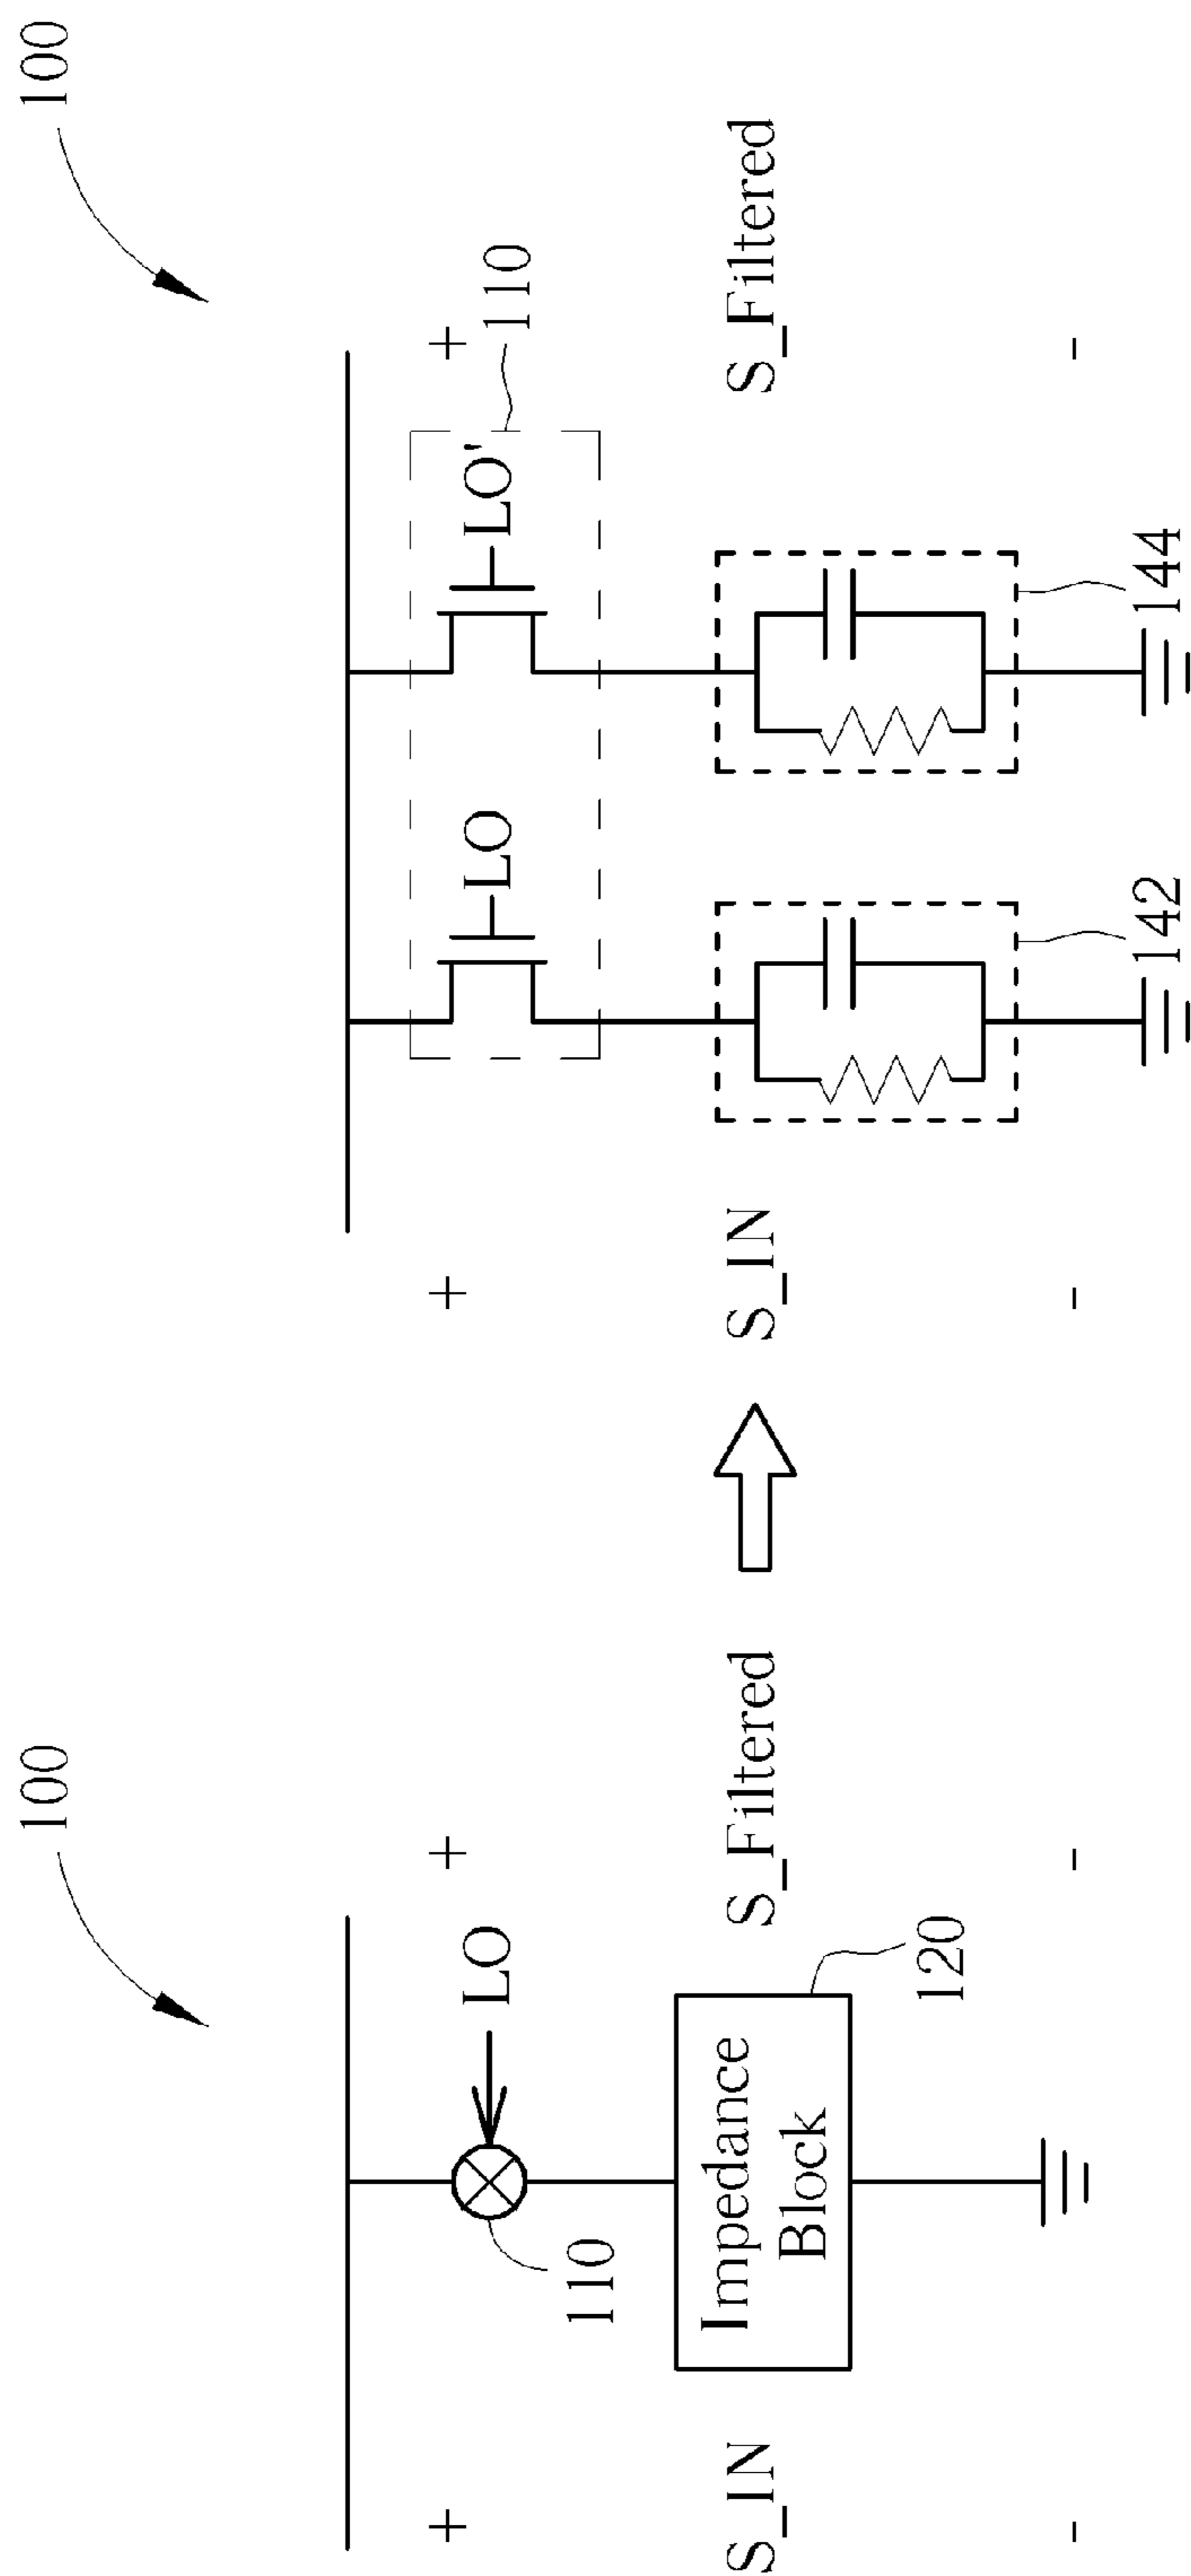 100
+
LO
+
110
S_IN
Impedance
Block
S_Filtered
120
-
-
100
+
LO
LO'
+
110
S_IN
S_Filtered
-
-
142
144